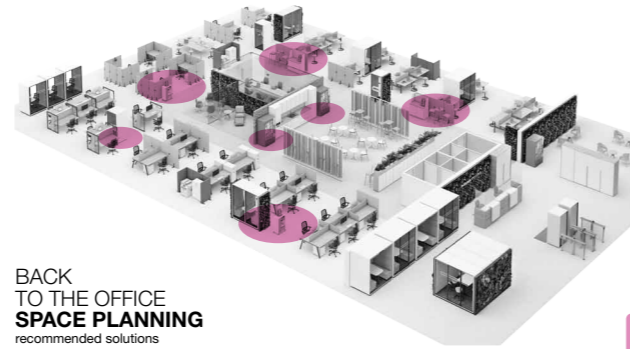 BACK
TO THE OFFICE
SPACE PLANNING
recommended solutions